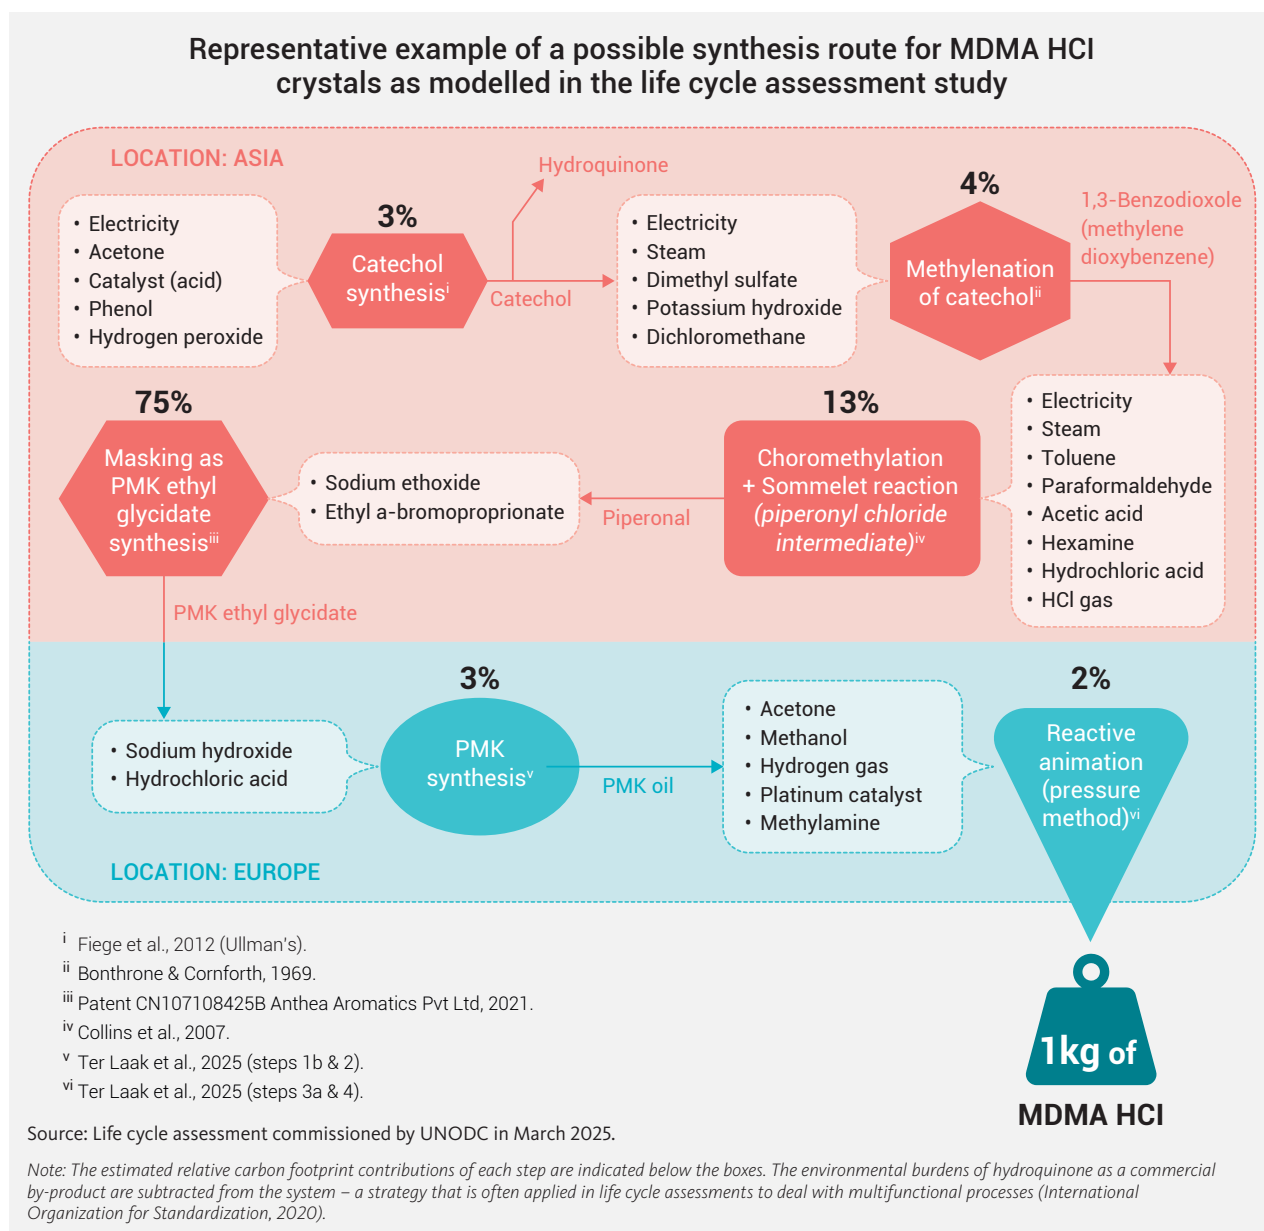 Representative example of a possible synthesis route for MDMA HCl
crystals as modelled in the life cycle assessment study
LOCATION: ASIA
• Electricity
• Acetone
• Catalyst (acid)
• Phenol
• Hydrogen peroxide
3%
Catechol
synthesisⁱ
Hydroquinone
Catechol
• Electricity
• Steam
• Dimethyl sulfate
• Potassium hydroxide
• Dichloromethane
4%
Methylenation
of catecholⁱⁱ
1,3-Benzodioxole
(methylene
dioxybenzene)
• Electricity
• Steam
• Toluene
• Paraformaldehyde
• Acetic acid
• Hexamine
• Hydrochloric acid
• HCl gas
13%
Choromethylation
+ Sommelet reaction
(piperonyl chloride
intermediate)ⁱᵛ
Piperonal
• Sodium ethoxide
• Ethyl a-bromoproprionate
75%
Masking as
PMK ethyl
glycidate
synthesisⁱⁱⁱ
PMK ethyl glycidate
• Sodium hydroxide
• Hydrochloric acid
3%
PMK
synthesisᵛ
PMK oil
• Acetone
• Methanol
• Hydrogen gas
• Platinum catalyst
• Methylamine
2%
Reactive
animation
(pressure
method)ᵛⁱ
LOCATION: EUROPE
1kg of
MDMA HCl
ⁱ Fiege et al., 2012 (Ullman's).
ⁱⁱ Bonthrone & Cornforth, 1969.
ⁱⁱⁱ Patent CN107108425B Anthea Aromatics Pvt Ltd, 2021.
ⁱᵛ Collins et al., 2007.
ᵛ Ter Laak et al., 2025 (steps 1b & 2).
ᵛⁱ Ter Laak et al., 2025 (steps 3a & 4).
Source: Life cycle assessment commissioned by UNODC in March 2025.
Note: The estimated relative carbon footprint contributions of each step are indicated below the boxes. The environmental burdens of hydroquinone as a commercial
by-product are subtracted from the system – a strategy that is often applied in life cycle assessments to deal with multifunctional processes (International
Organization for Standardization, 2020).